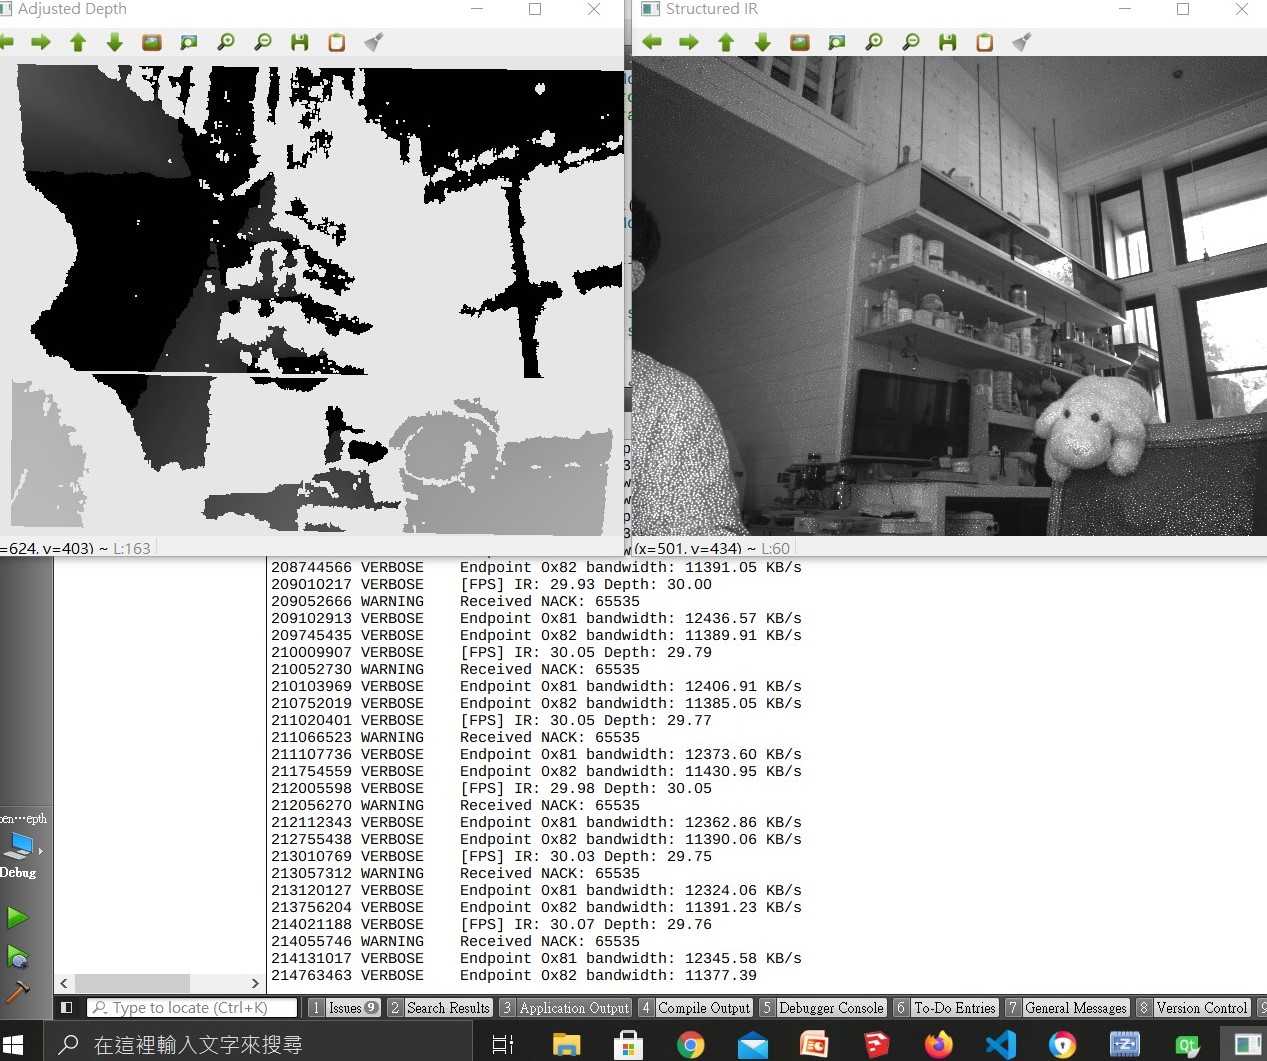 Adjusted Depth
Structured IR
=624, y=403) ~ L:163
(x=501, y=434) ~ L:60
208744566 VERBOSE Endpoint 0x82 bandwidth: 11391.05 KB/s
209010217 VERBOSE [FPS] IR: 29.93 Depth: 30.00
209052666 WARNING Received NACK: 65535
209102913 VERBOSE Endpoint 0x81 bandwidth: 12436.57 KB/s
209745435 VERBOSE Endpoint 0x82 bandwidth: 11389.91 KB/s
210009907 VERBOSE [FPS] IR: 30.05 Depth: 29.79
210052730 WARNING Received NACK: 65535
210103969 VERBOSE Endpoint 0x81 bandwidth: 12406.91 KB/s
210752019 VERBOSE Endpoint 0x82 bandwidth: 11385.05 KB/s
211020401 VERBOSE [FPS] IR: 30.05 Depth: 29.77
211066523 WARNING Received NACK: 65535
211107736 VERBOSE Endpoint 0x81 bandwidth: 12373.60 KB/s
211754559 VERBOSE Endpoint 0x82 bandwidth: 11430.95 KB/s
212005598 VERBOSE [FPS] IR: 29.98 Depth: 30.05
212056270 WARNING Received NACK: 65535
212112343 VERBOSE Endpoint 0x81 bandwidth: 12362.86 KB/s
212755438 VERBOSE Endpoint 0x82 bandwidth: 11390.06 KB/s
213010769 VERBOSE [FPS] IR: 30.03 Depth: 29.75
213057312 WARNING Received NACK: 65535
213120127 VERBOSE Endpoint 0x81 bandwidth: 12324.06 KB/s
213756204 VERBOSE Endpoint 0x82 bandwidth: 11391.23 KB/s
214021188 VERBOSE [FPS] IR: 30.07 Depth: 29.76
214055746 WARNING Received NACK: 65535
214131017 VERBOSE Endpoint 0x81 bandwidth: 12345.58 KB/s
214763463 VERBOSE Endpoint 0x82 bandwidth: 11377.39
pen…epth
Debug
Type to locate (Ctrl+K)
1 Issues 9 2 Search Results 3 Application Output 4 Compile Output 5 Debugger Console 6 To-Do Entries 7 General Messages 8 Version Control 9
在這裡輸入文字來搜尋
Qt